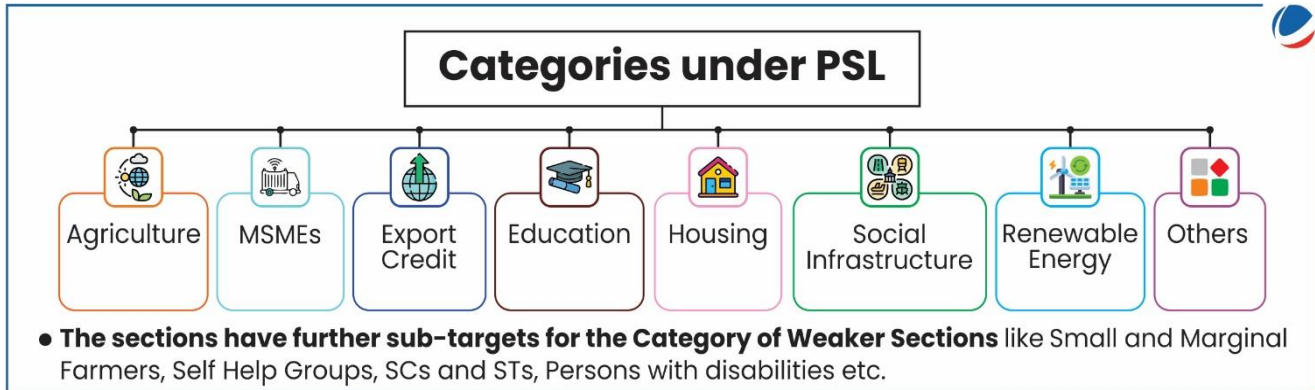 Categories under PSL
Agriculture
MSMEs
Export
Credit
Education
Housing
Social
Infrastructure
Renewable
Energy
Others
• The sections have further sub-targets for the Category of Weaker Sections like Small and Marginal
Farmers, Self Help Groups, SCs and STs, Persons with disabilities etc.